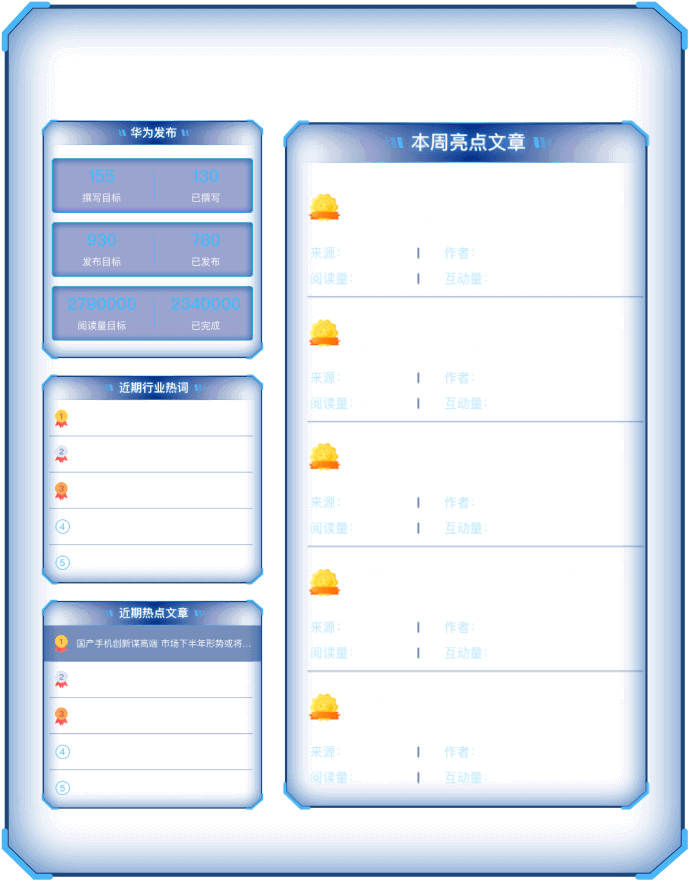 华为发布
155 130
撰写目标 已撰写
930 780
发布目标 已发布
2790000 2340000
阅读量目标 已完成
近期行业热词
1
2
3
4
5
近期热点文章
1 国产手机创新谋高端 市场下半年形势或将...
2
3
4
5
本周亮点文章
来源: 作者:
阅读量: 互动量:
来源: 作者:
阅读量: 互动量:
来源: 作者:
阅读量: 互动量:
来源: 作者:
阅读量: 互动量:
来源: 作者:
阅读量: 互动量: